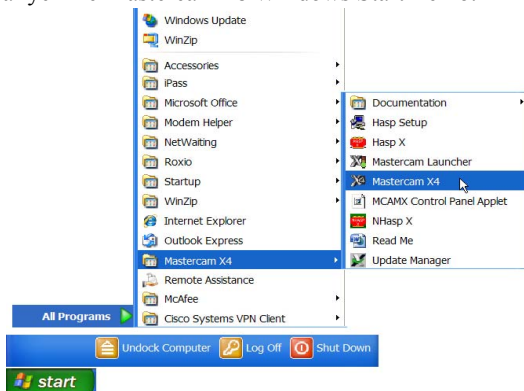 Windows Update
WinZip
Accessories
iPass
Microsoft Office
Modem Helper
NetWaiting
Roxio
Startup
WinZip
Internet Explorer
Outlook Express
Mastercam X4
Remote Assistance
McAfee
Cisco Systems VPN Client
Documentation
Hasp Setup
Hasp X
Mastercam Launcher
Mastercam X4
MCAMX Control Panel Applet
NHasp X
Read Me
Update Manager
All Programs
Undock Computer Log Off Shut Down
start